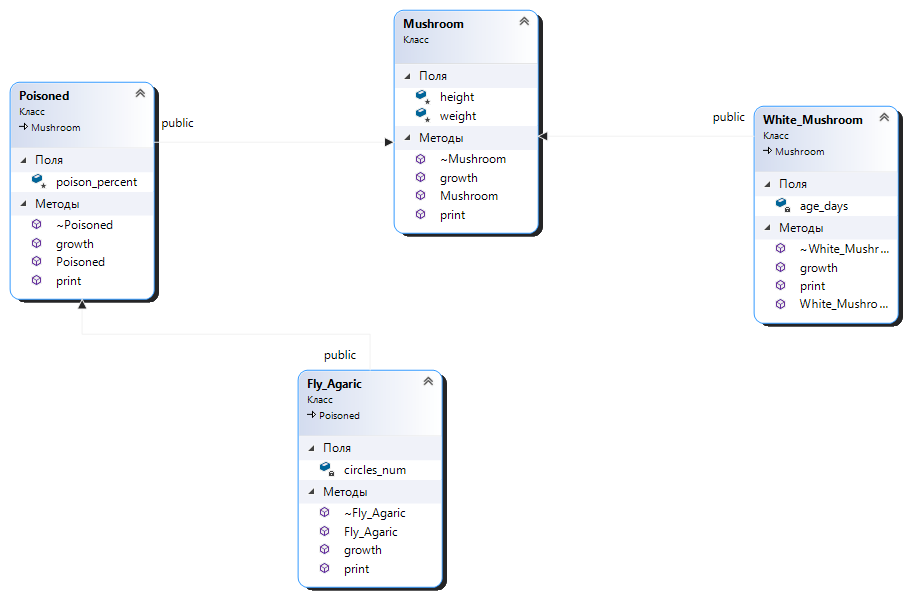 Mushroom
Класс
Поля
height
weight
Методы
~Mushroom
growth
Mushroom
print
Poisoned
Класс
Mushroom
Поля
poison_percent
Методы
~Poisoned
growth
Poisoned
print
public
public
White_Mushroom
Класс
Mushroom
Поля
age_days
Методы
~White_Mushr...
growth
print
White_Mushro...
public
Fly_Agaric
Класс
Poisoned
Поля
circles_num
Методы
~Fly_Agaric
Fly_Agaric
growth
print